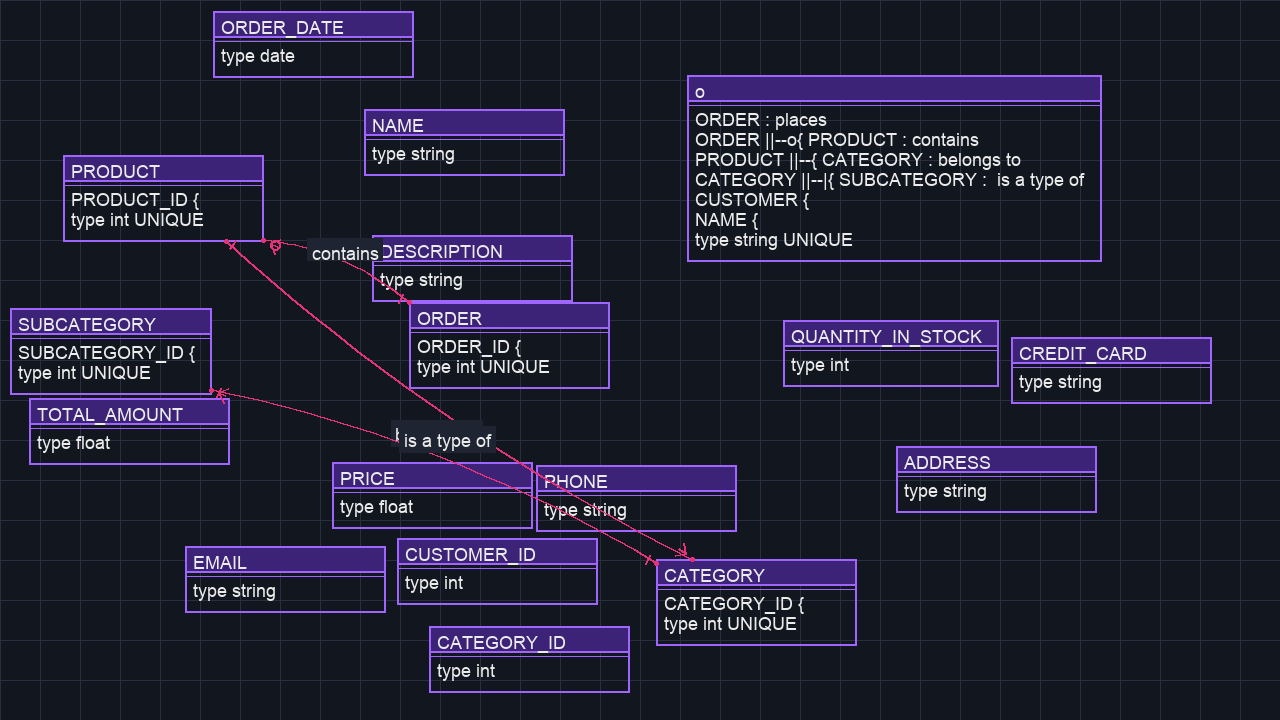 ORDER_DATE
type date
o
ORDER : places
ORDER ||--o{ PRODUCT : contains
PRODUCT ||--{ CATEGORY : belongs to
CATEGORY ||--|{ SUBCATEGORY :  is a type of
CUSTOMER {
NAME {
type string UNIQUE
NAME
type string
PRODUCT
PRODUCT_ID {
type int UNIQUE
contains
DESCRIPTION
type string
ORDER
ORDER_ID {
type int UNIQUE
SUBCATEGORY
SUBCATEGORY_ID {
type int UNIQUE
QUANTITY_IN_STOCK
type int
CREDIT_CARD
type string
TOTAL_AMOUNT
type float
is a type of
ADDRESS
type string
PRICE
type float
PHONE
type string
EMAIL
type string
CUSTOMER_ID
type int
CATEGORY
CATEGORY_ID {
type int UNIQUE
CATEGORY_ID
type int